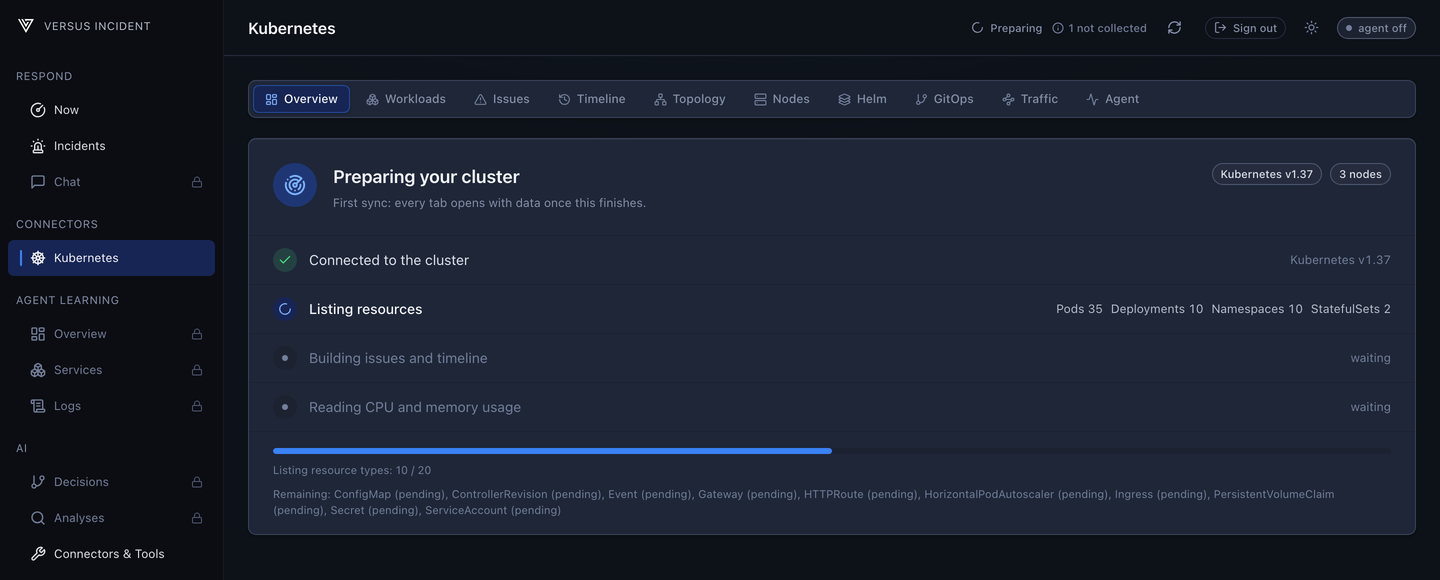 VERSUS INCIDENT
RESPOND
Now
Incidents
Chat
CONNECTORS
Kubernetes
AGENT LEARNING
Overview
Services
Logs
AI
Decisions
Analyses
Connectors & Tools
Kubernetes
Preparing
1 not collected
Sign out
agent off
Overview
Workloads
Issues
Timeline
Topology
Nodes
Helm
GitOps
Traffic
Agent
Preparing your cluster
First sync: every tab opens with data once this finishes.
Kubernetes v1.37
3 nodes
Connected to the cluster
Kubernetes v1.37
Listing resources
Pods 35 Deployments 10 Namespaces 10 StatefulSets 2
Building issues and timeline
waiting
Reading CPU and memory usage
waiting
Listing resource types: 10 / 20
Remaining: ConfigMap (pending), ControllerRevision (pending), Event (pending), Gateway (pending), HTTPRoute (pending), HorizontalPodAutoscaler (pending), Ingress (pending), PersistentVolumeClaim
(pending), Secret (pending), ServiceAccount (pending)